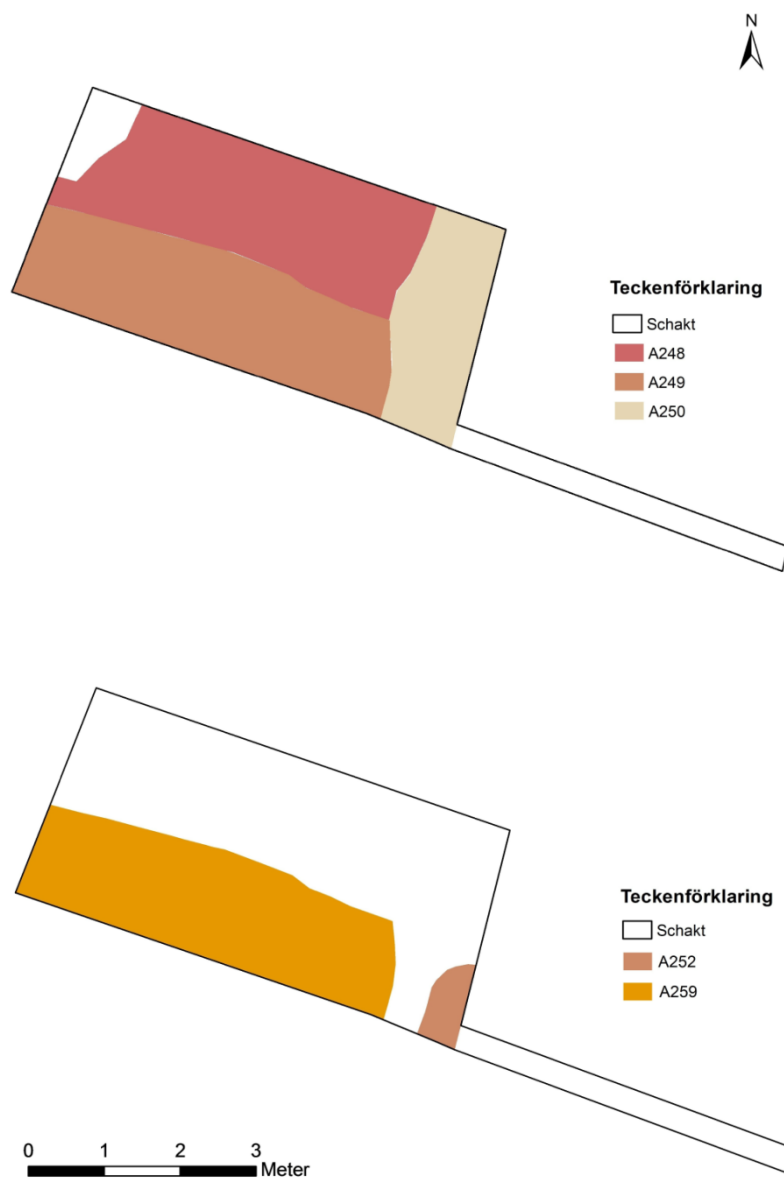 N
Teckenförklaring
Schakt
A248
A249
A250
Teckenförklaring
Schakt
A252
A259
0 1 2 3
Meter